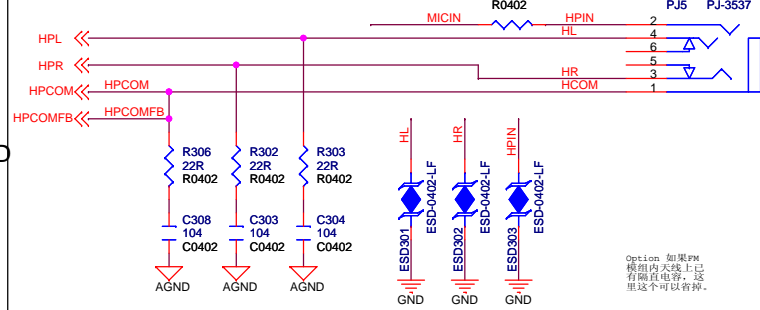 R0402
PJ5 PJ-3537
MICIN
HPIN
2
HPL
HL
4
6
HPR
5
HR
3
HPCOM
HPCOM
HCOM
1
HPCOMFB
HPCOMFB
HL
HR
HPIN
R306
22R
R0402
R302
22R
R0402
R303
22R
R0402
ESD-0402-LF
ESD-0402-LF
ESD-0402-LF
C308
104
C0402
C303
104
C0402
C304
104
C0402
ESD301
ESD302
ESD303
AGND
AGND
AGND
GND
GND
GND
Option 如果FM
模组内天线上已
有隔直电容，这
里这个可以省掉。